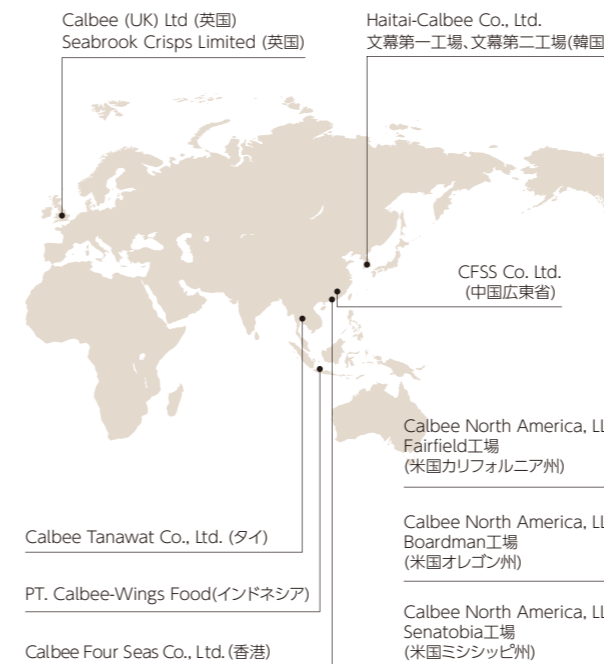 Calbee (UK) Ltd (英国)
Seabrook Crisps Limited (英国)
Haitai-Calbee Co., Ltd.
文幕第一工場、文幕第二工場(韓国
CFSS Co. Ltd.
(中国広東省)
Calbee North America, LL
Fairfield工場
(米国カリフォルニア州)
Calbee North America, LL
Boardman工場
(米国オレゴン州)
Calbee North America, LL
Senatobia工場
(米国ミシシッピ州)
Calbee Tanawat Co., Ltd. (タイ)
PT. Calbee-Wings Food(インドネシア)
Calbee Four Seas Co., Ltd. (香港)